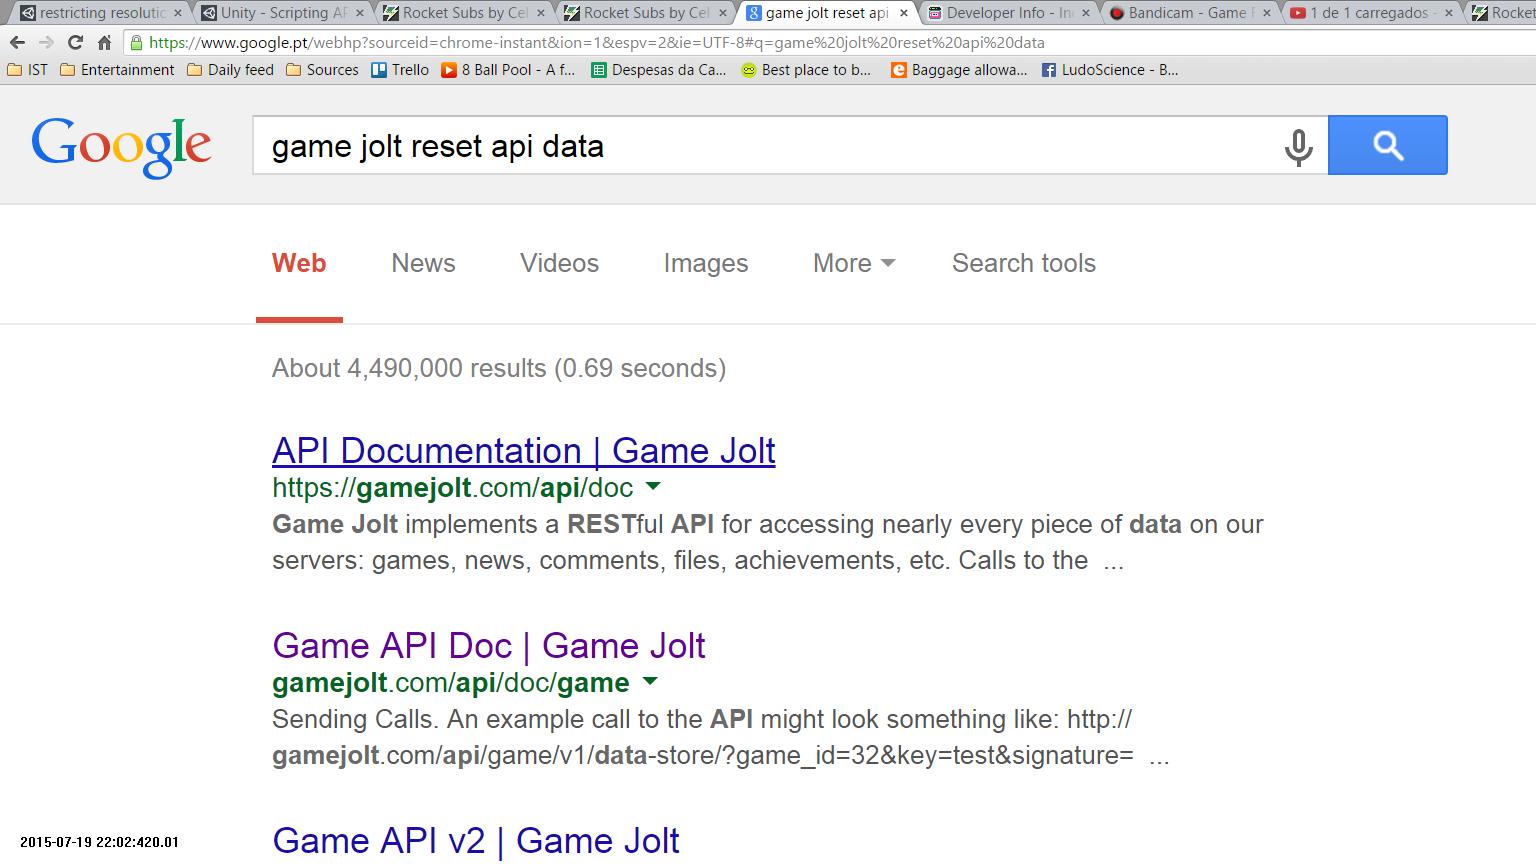 restricting resolutic
Unity - Scripting AP
Rocket Subs by Cel
Rocket Subs by Cel
game jolt reset api
Developer Info - In
Bandicam - Game R
1 de 1 carregados -
Rocket
https://www.google.pt/webhp?sourceid=chrome-instant&ion=1&espv=2&ie=UTF-8#q=game%20jolt%20reset%20api%20data
IST Entertainment Daily feed Sources Trello 8 Ball Pool - A f... Despesas da Ca... Best place to b... Baggage allowa... LudoScience - B...
Google
game jolt reset api data
Web News Videos Images More Search tools
About 4,490,000 results (0.69 seconds)
API Documentation | Game Jolt
https://gamejolt.com/api/doc
Game Jolt implements a RESTful API for accessing nearly every piece of data on our
servers: games, news, comments, files, achievements, etc. Calls to the ...
Game API Doc | Game Jolt
gamejolt.com/api/doc/game
Sending Calls. An example call to the API might look something like: http://
gamejolt.com/api/game/v1/data-store/?game_id=32&key=test&signature= ...
Game API v2 | Game Jolt
2015-07-19 22:02:420.01